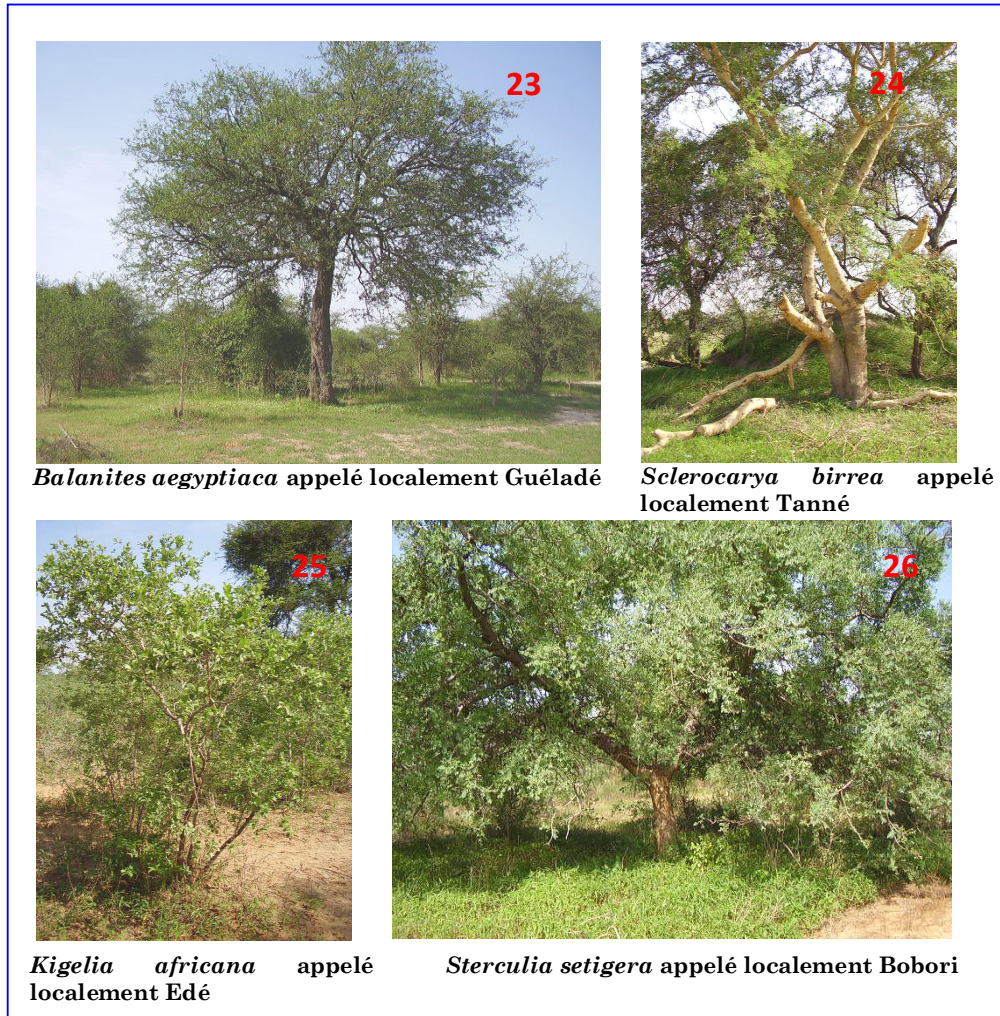 23
24
Balanites aegyptiaca appelé localement Guéladé
Sclerocarya birrea appelé
localement Tanné
25
26
Kigelia africana appelé
localement Edé
Sterculia setigera appelé localement Bobori